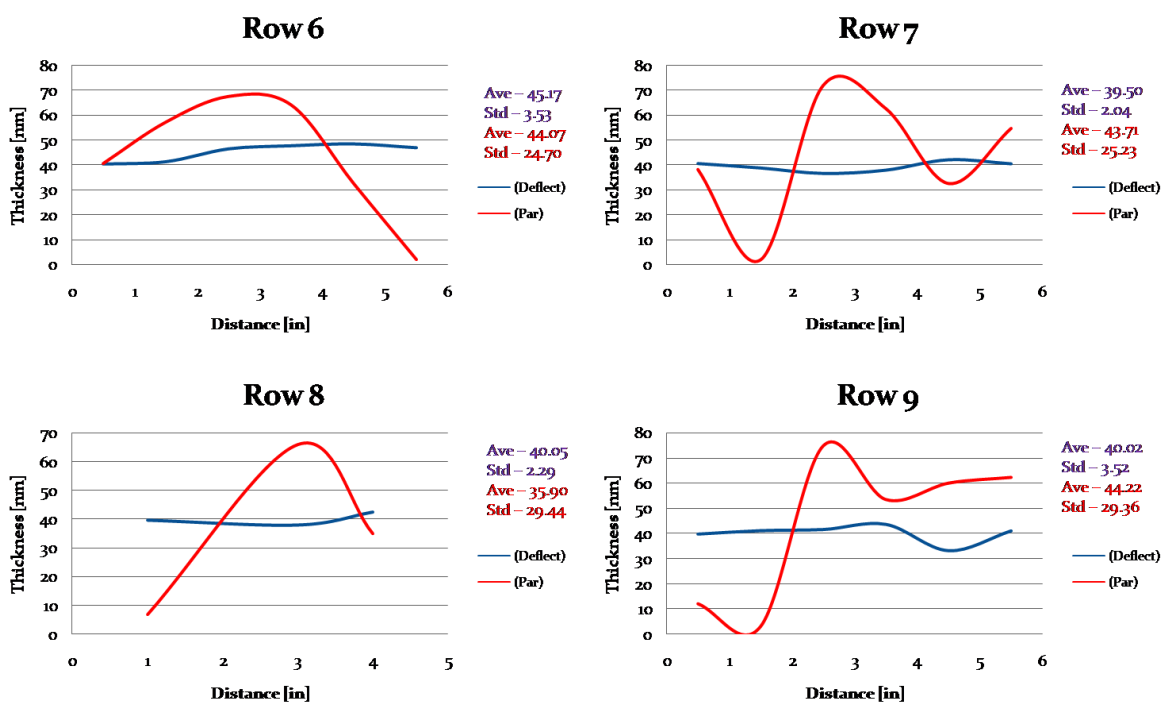 Row 6
80
70
60
50
40
30
20
10
0
Thickness [nm]
0 1 2 3 4 5 6
Distance [in]
Ave – 45.17
Std – 3.53
Ave – 44.07
Std – 24.70
(Deflect)
(Par)
Row 7
80
70
60
50
40
30
20
10
0
Thickness [nm]
0 1 2 3 4 5 6
Distance [in]
Ave – 39.50
Std – 2.04
Ave – 43.71
Std – 25.23
(Deflect)
(Par)
Row 8
70
60
50
40
30
20
10
0
Thickness [nm]
0 1 2 3 4 5
Distance [in]
Ave – 40.05
Std – 2.29
Ave – 35.90
Std – 29.44
(Deflect)
(Par)
Row 9
80
70
60
50
40
30
20
10
0
Thickness [nm]
0 1 2 3 4 5 6
Distance [in]
Ave – 40.02
Std – 3.52
Ave – 44.22
Std – 29.36
(Deflect)
(Par)